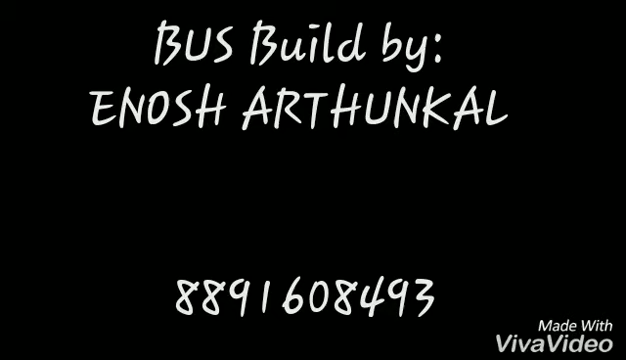 BUS Build by:
ENOSH ARTHUNKAL
8891608493
Made With
VivaVideo